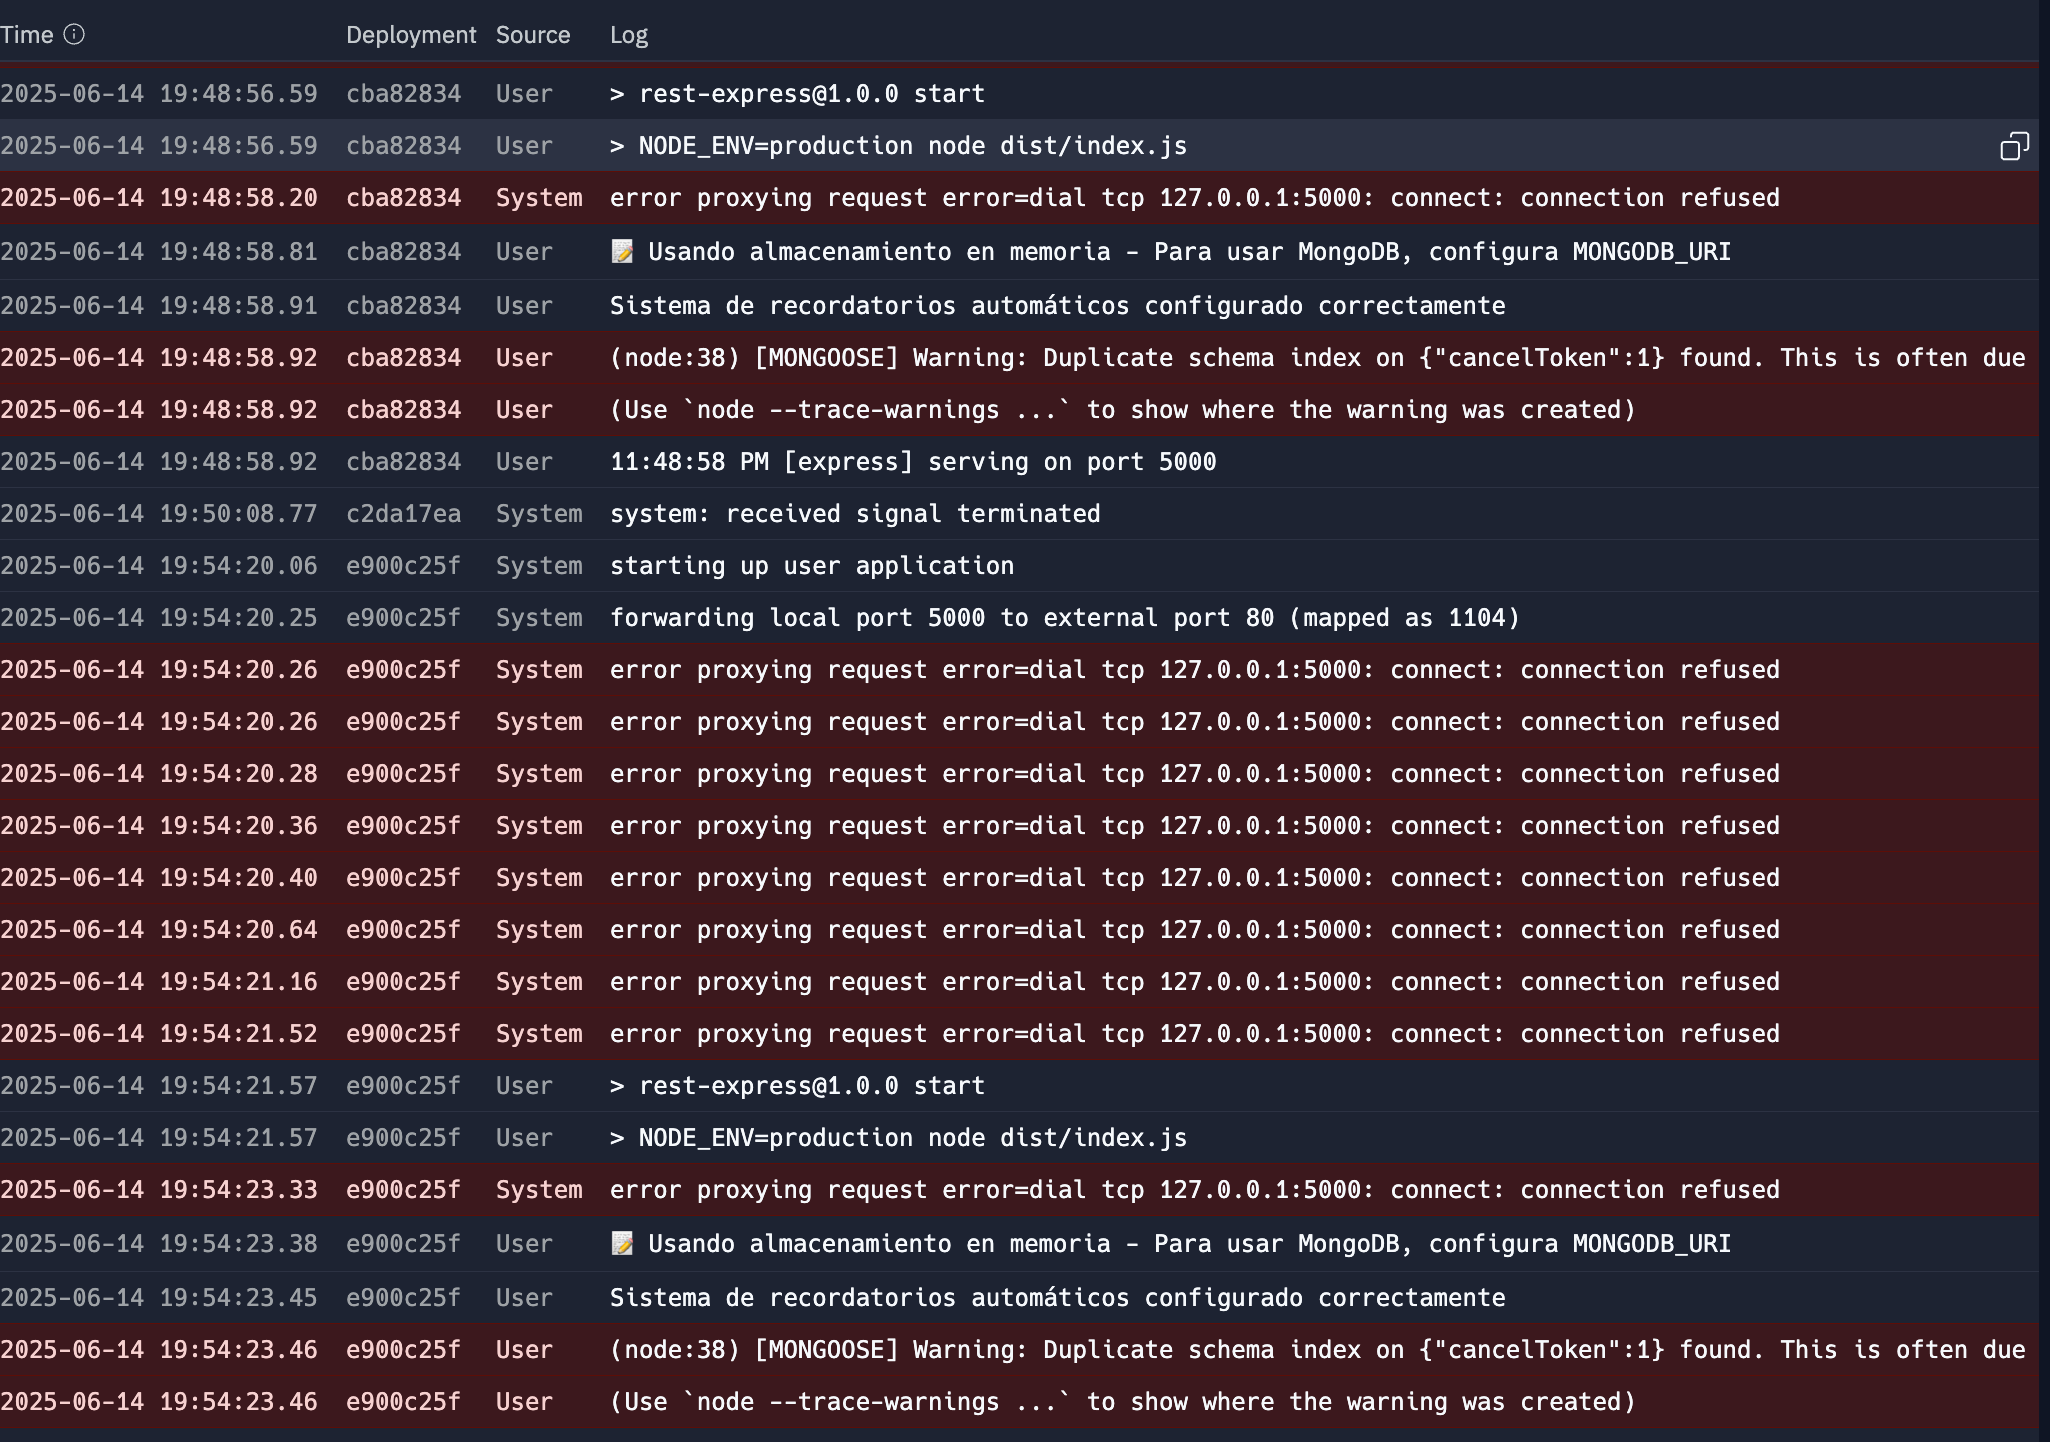 Time Deployment Source Log
2025-06-14 19:48:56.59 cba82834 User > rest-express@1.0.0 start
2025-06-14 19:48:56.59 cba82834 User > NODE_ENV=production node dist/index.js
2025-06-14 19:48:58.20 cba82834 System error proxying request error=dial tcp 127.0.0.1:5000: connect: connection refused
2025-06-14 19:48:58.81 cba82834 User 📝 Usando almacenamiento en memoria - Para usar MongoDB, configura MONGODB_URI
2025-06-14 19:48:58.91 cba82834 User Sistema de recordatorios automáticos configurado correctamente
2025-06-14 19:48:58.92 cba82834 User (node:38) [MONGOOSE] Warning: Duplicate schema index on {"cancelToken":1} found. This is often due
2025-06-14 19:48:58.92 cba82834 User (Use `node --trace-warnings ...` to show where the warning was created)
2025-06-14 19:48:58.92 cba82834 User 11:48:58 PM [express] serving on port 5000
2025-06-14 19:50:08.77 c2da17ea System system: received signal terminated
2025-06-14 19:54:20.06 e900c25f System starting up user application
2025-06-14 19:54:20.25 e900c25f System forwarding local port 5000 to external port 80 (mapped as 1104)
2025-06-14 19:54:20.26 e900c25f System error proxying request error=dial tcp 127.0.0.1:5000: connect: connection refused
2025-06-14 19:54:20.26 e900c25f System error proxying request error=dial tcp 127.0.0.1:5000: connect: connection refused
2025-06-14 19:54:20.28 e900c25f System error proxying request error=dial tcp 127.0.0.1:5000: connect: connection refused
2025-06-14 19:54:20.36 e900c25f System error proxying request error=dial tcp 127.0.0.1:5000: connect: connection refused
2025-06-14 19:54:20.40 e900c25f System error proxying request error=dial tcp 127.0.0.1:5000: connect: connection refused
2025-06-14 19:54:20.64 e900c25f System error proxying request error=dial tcp 127.0.0.1:5000: connect: connection refused
2025-06-14 19:54:21.16 e900c25f System error proxying request error=dial tcp 127.0.0.1:5000: connect: connection refused
2025-06-14 19:54:21.52 e900c25f System error proxying request error=dial tcp 127.0.0.1:5000: connect: connection refused
2025-06-14 19:54:21.57 e900c25f User > rest-express@1.0.0 start
2025-06-14 19:54:21.57 e900c25f User > NODE_ENV=production node dist/index.js
2025-06-14 19:54:23.33 e900c25f System error proxying request error=dial tcp 127.0.0.1:5000: connect: connection refused
2025-06-14 19:54:23.38 e900c25f User 📝 Usando almacenamiento en memoria - Para usar MongoDB, configura MONGODB_URI
2025-06-14 19:54:23.45 e900c25f User Sistema de recordatorios automáticos configurado correctamente
2025-06-14 19:54:23.46 e900c25f User (node:38) [MONGOOSE] Warning: Duplicate schema index on {"cancelToken":1} found. This is often due
2025-06-14 19:54:23.46 e900c25f User (Use `node --trace-warnings ...` to show where the warning was created)